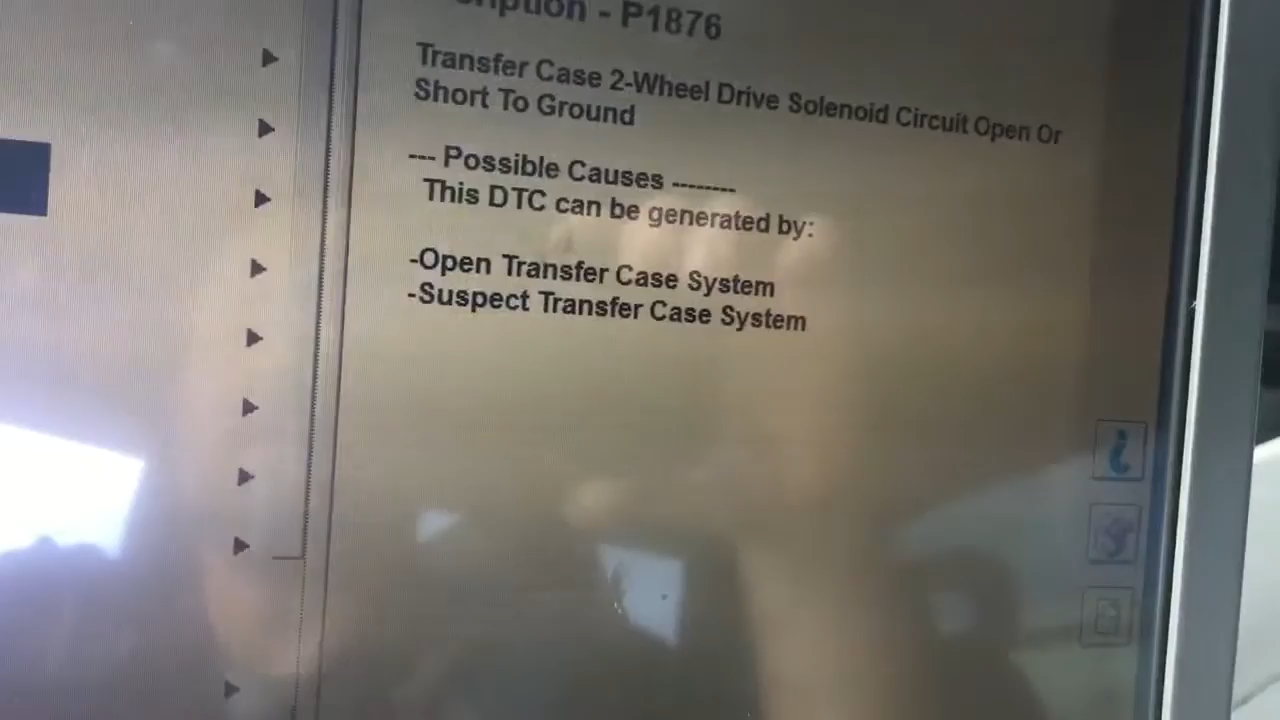 - P1876
Transfer Case 2-Wheel Drive Solenoid Circuit Open Or
Short To Ground
--- Possible Causes --------
This DTC can be generated by:
-Open Transfer Case System
-Suspect Transfer Case System